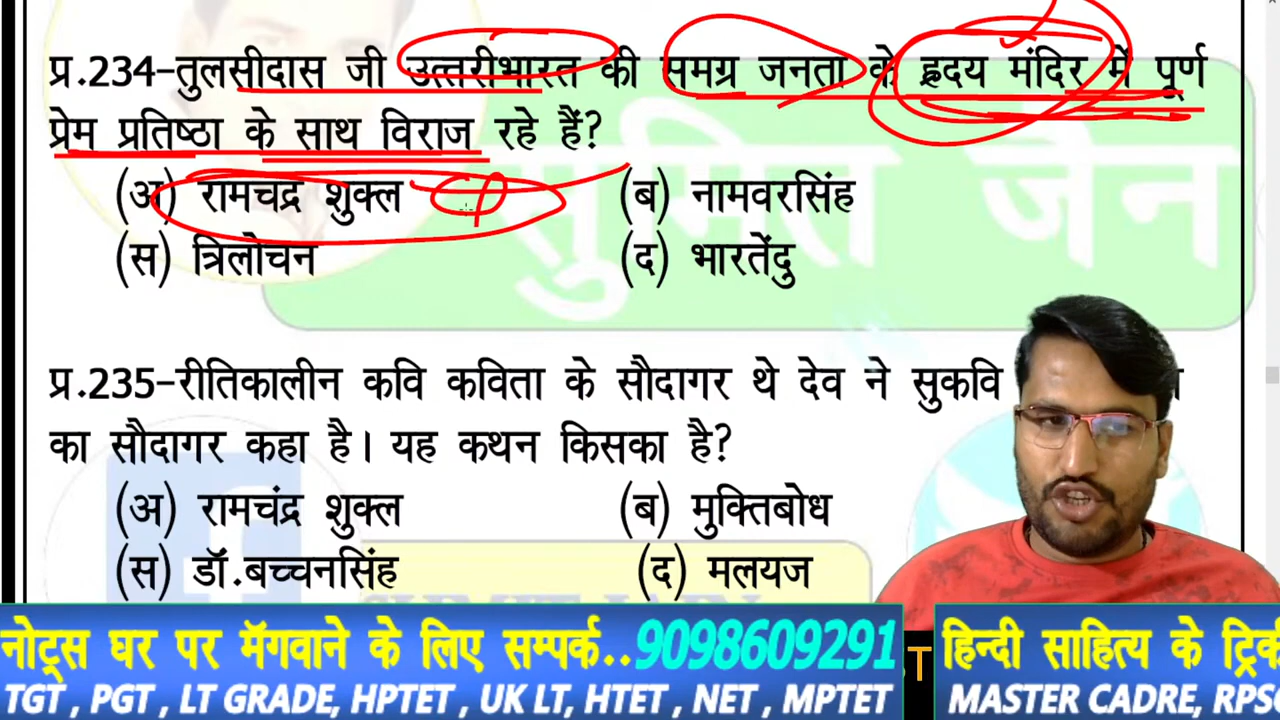 प्र.234-तुलसीदास जी उत्तरीभारत की समग्र जनता के हृदय मंदिर में पूर्ण
प्रेम प्रतिष्ठा के साथ विराज रहे हैं?
(अ) रामचद्र शुक्ल (ब) नामवरसिंह
(स) त्रिलोचन (द) भारतेंदु
सुमित जैन
प्र.235-रीतिकालीन कवि कविता के सौदागर थे देव ने सुकवि
का सौदागर कहा है। यह कथन किसका है?
(अ) रामचंद्र शुक्ल (ब) मुक्तिबोध
(स) डॉ.बच्चनसिंह (द) मलयज
नोट्स घर पर मॅगवाने के लिए सम्पर्क..9098609291
TGT , PGT , LT GRADE, HPTET , UK LT, HTET , NET , MPTET
हिन्दी साहित्य के
MASTER CADRE,